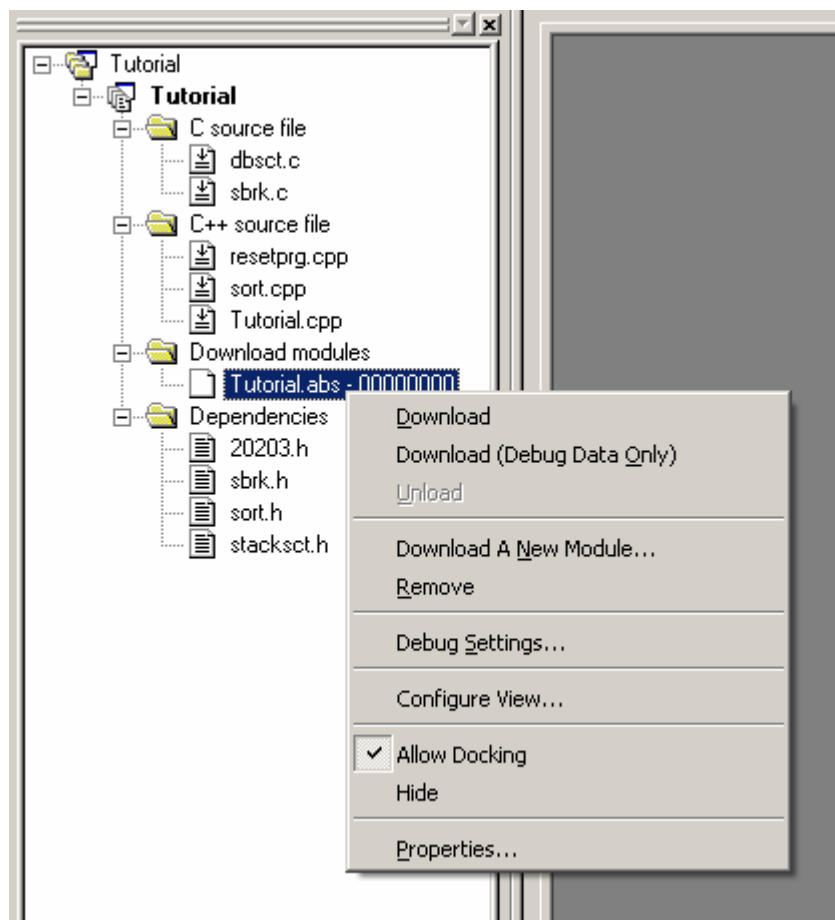 Tutorial
Tutorial
C source file
dbsct.c
sbrk.c
C++ source file
resetprg.cpp
sort.cpp
Tutorial.cpp
Download modules
Tutorial.abs - 00000000
Dependencies
20203.h
sbrk.h
sort.h
stacksct.h
Download
Download (Debug Data Only)
Unload
Download A New Module...
Remove
Debug Settings...
Configure View...
Allow Docking
Hide
Properties...